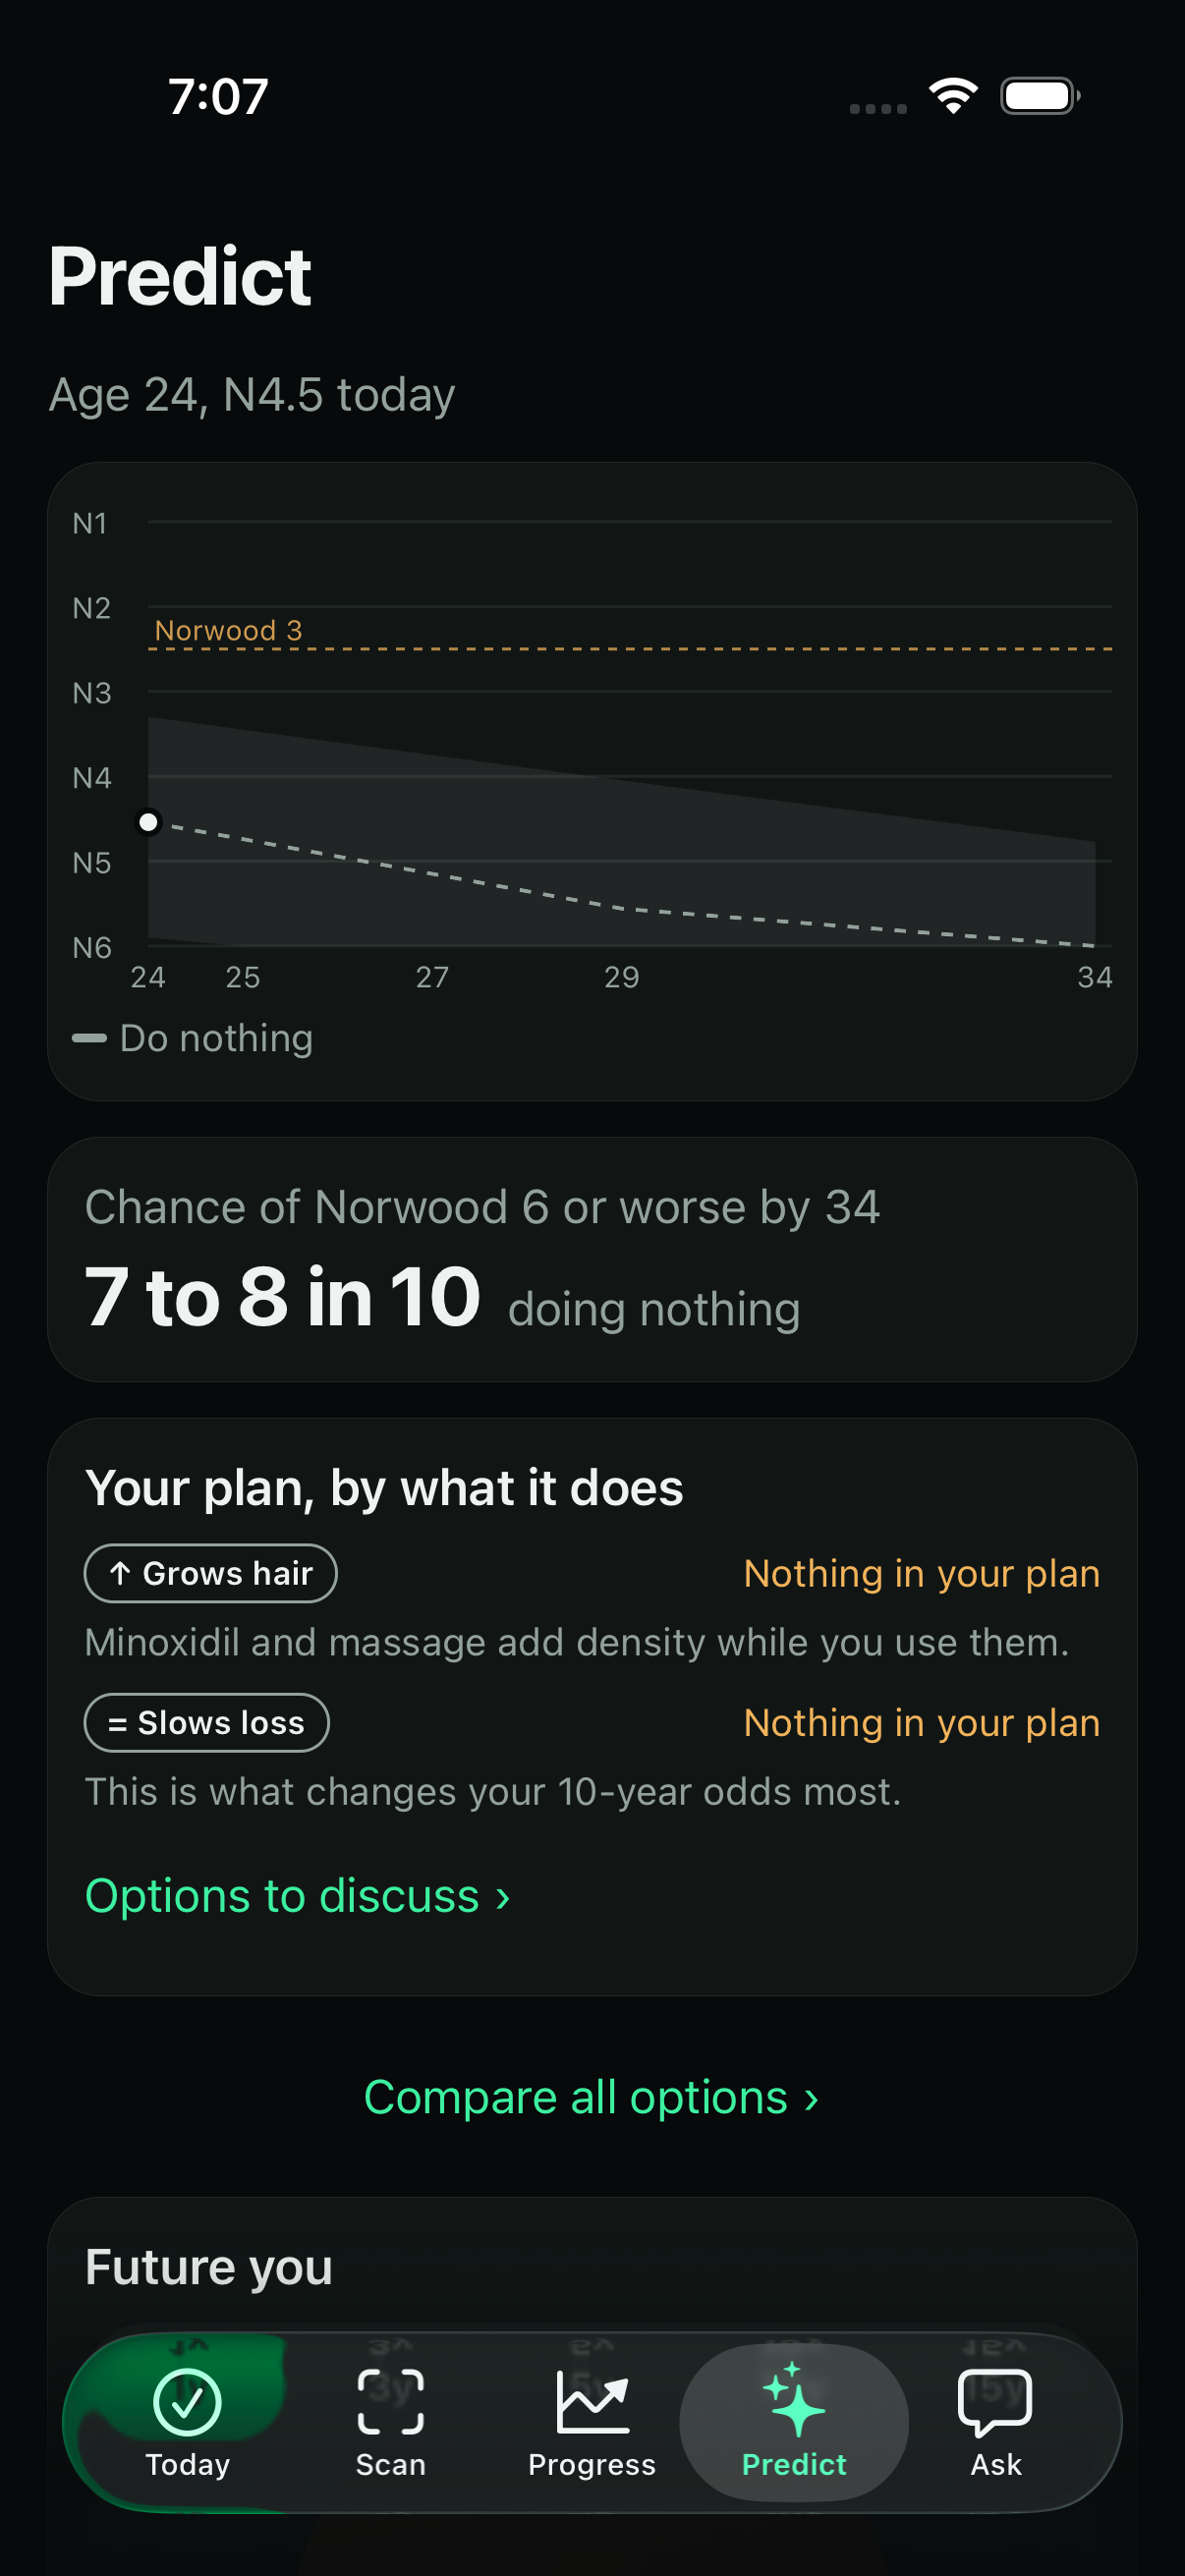 7:07
Predict
Age 24, N4.5 today
N1
N2
Norwood 3
N3
N4
N5
N6
24 25 27 29 34
Do nothing
Chance of Norwood 6 or worse by 34
7 to 8 in 10 doing nothing
Your plan, by what it does
↑ Grows hair Nothing in your plan
Minoxidil and massage add density while you use them.
= Slows loss Nothing in your plan
This is what changes your 10-year odds most.
Options to discuss ›
Compare all options ›
Future you
3y 5y 15y
Today Scan Progress Predict Ask